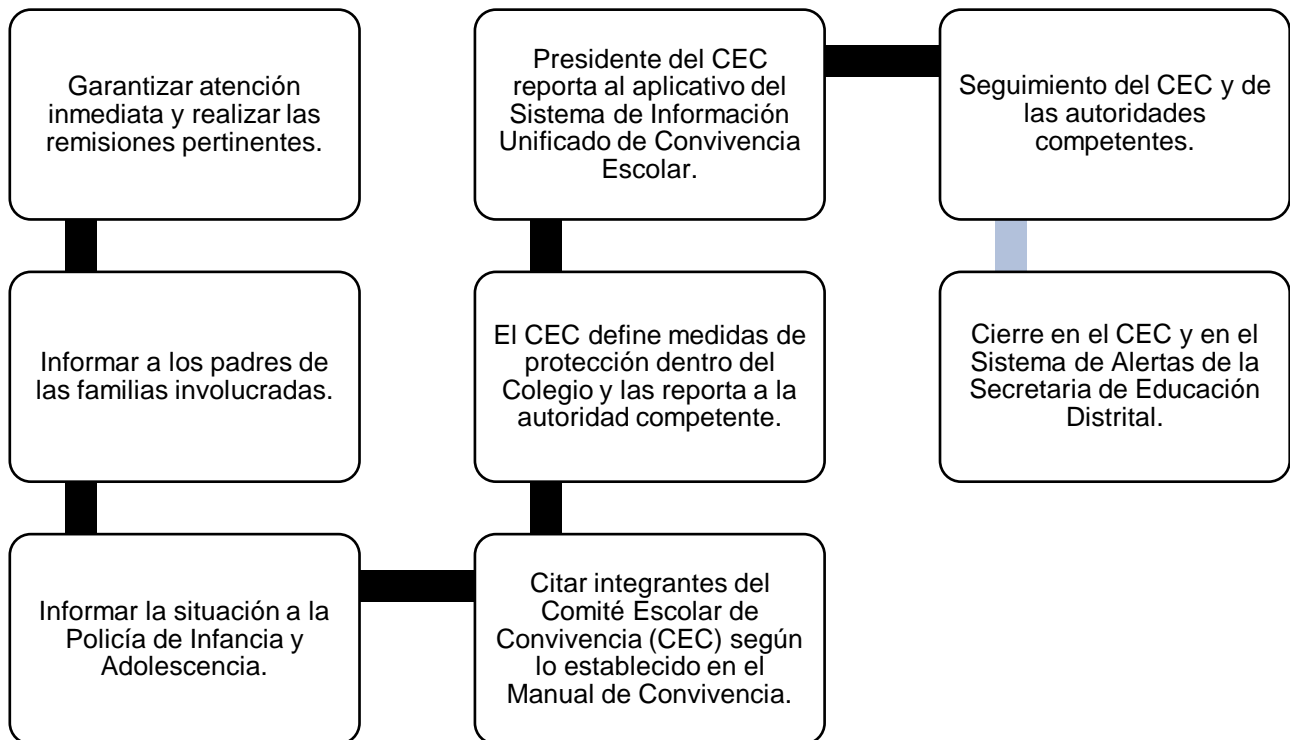 Garantizar atención
inmediata y realizar las
remisiones pertinentes.
Informar a los padres de
las familias involucradas.
Informar la situación a la
Policía de Infancia y
Adolescencia.
Citar integrantes del
Comité Escolar de
Convivencia (CEC) según
lo establecido en el
Manual de Convivencia.
El CEC define medidas de
protección dentro del
Colegio y las reporta a la
autoridad competente.
Presidente del CEC
reporta al aplicativo del
Sistema de Información
Unificado de Convivencia
Escolar.
Seguimiento del CEC y de
las autoridades
competentes.
Cierre en el CEC y en el
Sistema de Alertas de la
Secretaria de Educación
Distrital.